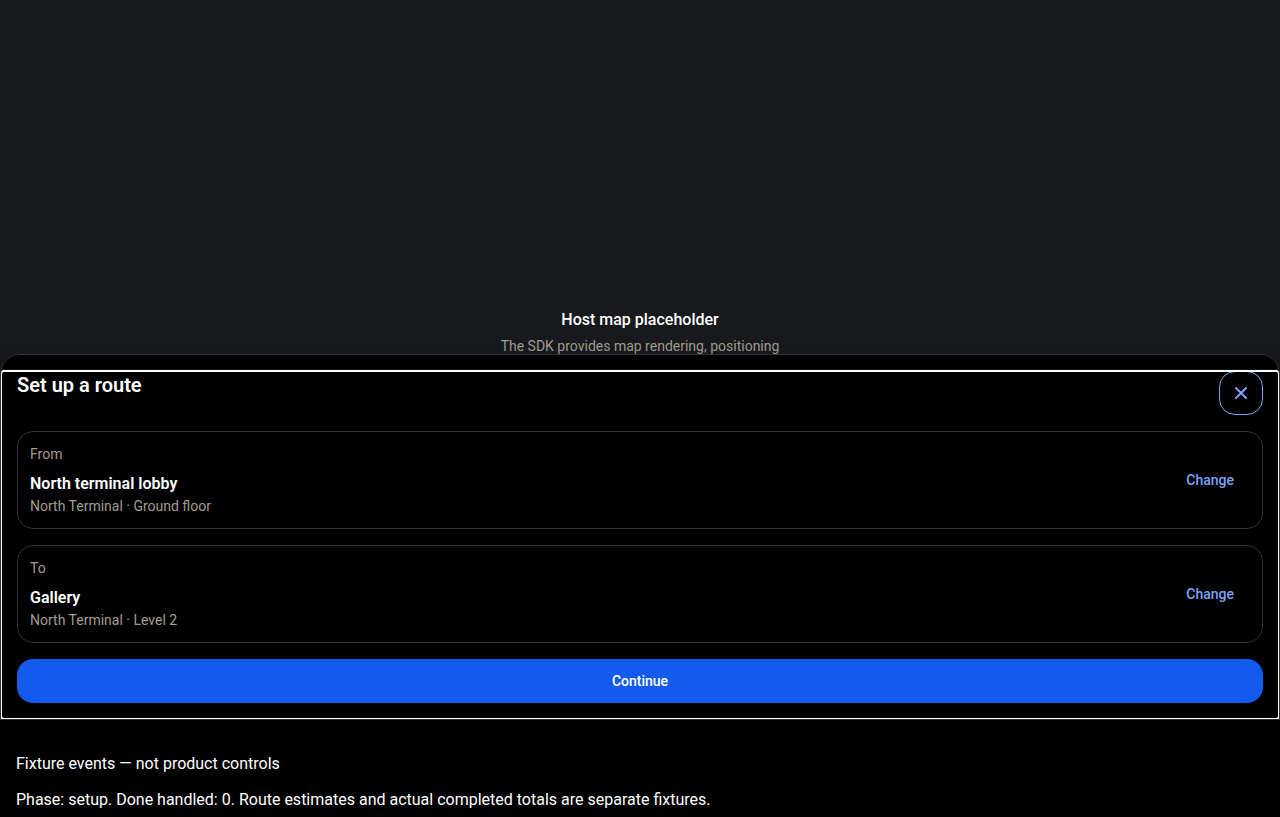 Host map placeholder
The SDK provides map rendering, positioning
Set up a route
From
North terminal lobby
North Terminal · Ground floor
Change
To
Gallery
North Terminal · Level 2
Change
Continue
Fixture events — not product controls
Phase: setup. Done handled: 0. Route estimates and actual completed totals are separate fixtures.